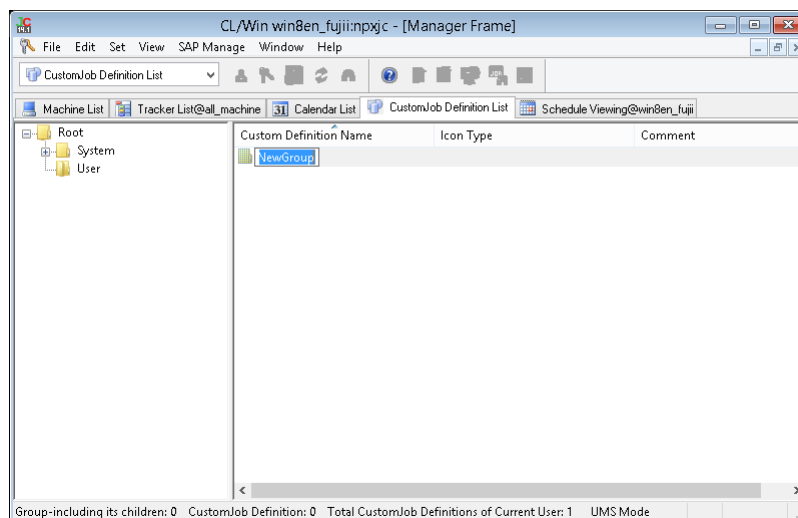 CL/Win win8en_fujii:npxjc - [Manager Frame]
File Edit Set View SAP Manage Window Help
CustomJob Definition List
Machine List Tracker List@all_machine 31 Calendar List CustomJob Definition List Schedule Viewing@win8en_fujii
Root
System
User
Custom Definition Name Icon Type Comment
NewGroup
Group-including its children: 0 CustomJob Definition: 0 Total CustomJob Definitions of Current User: 1 UMS Mode